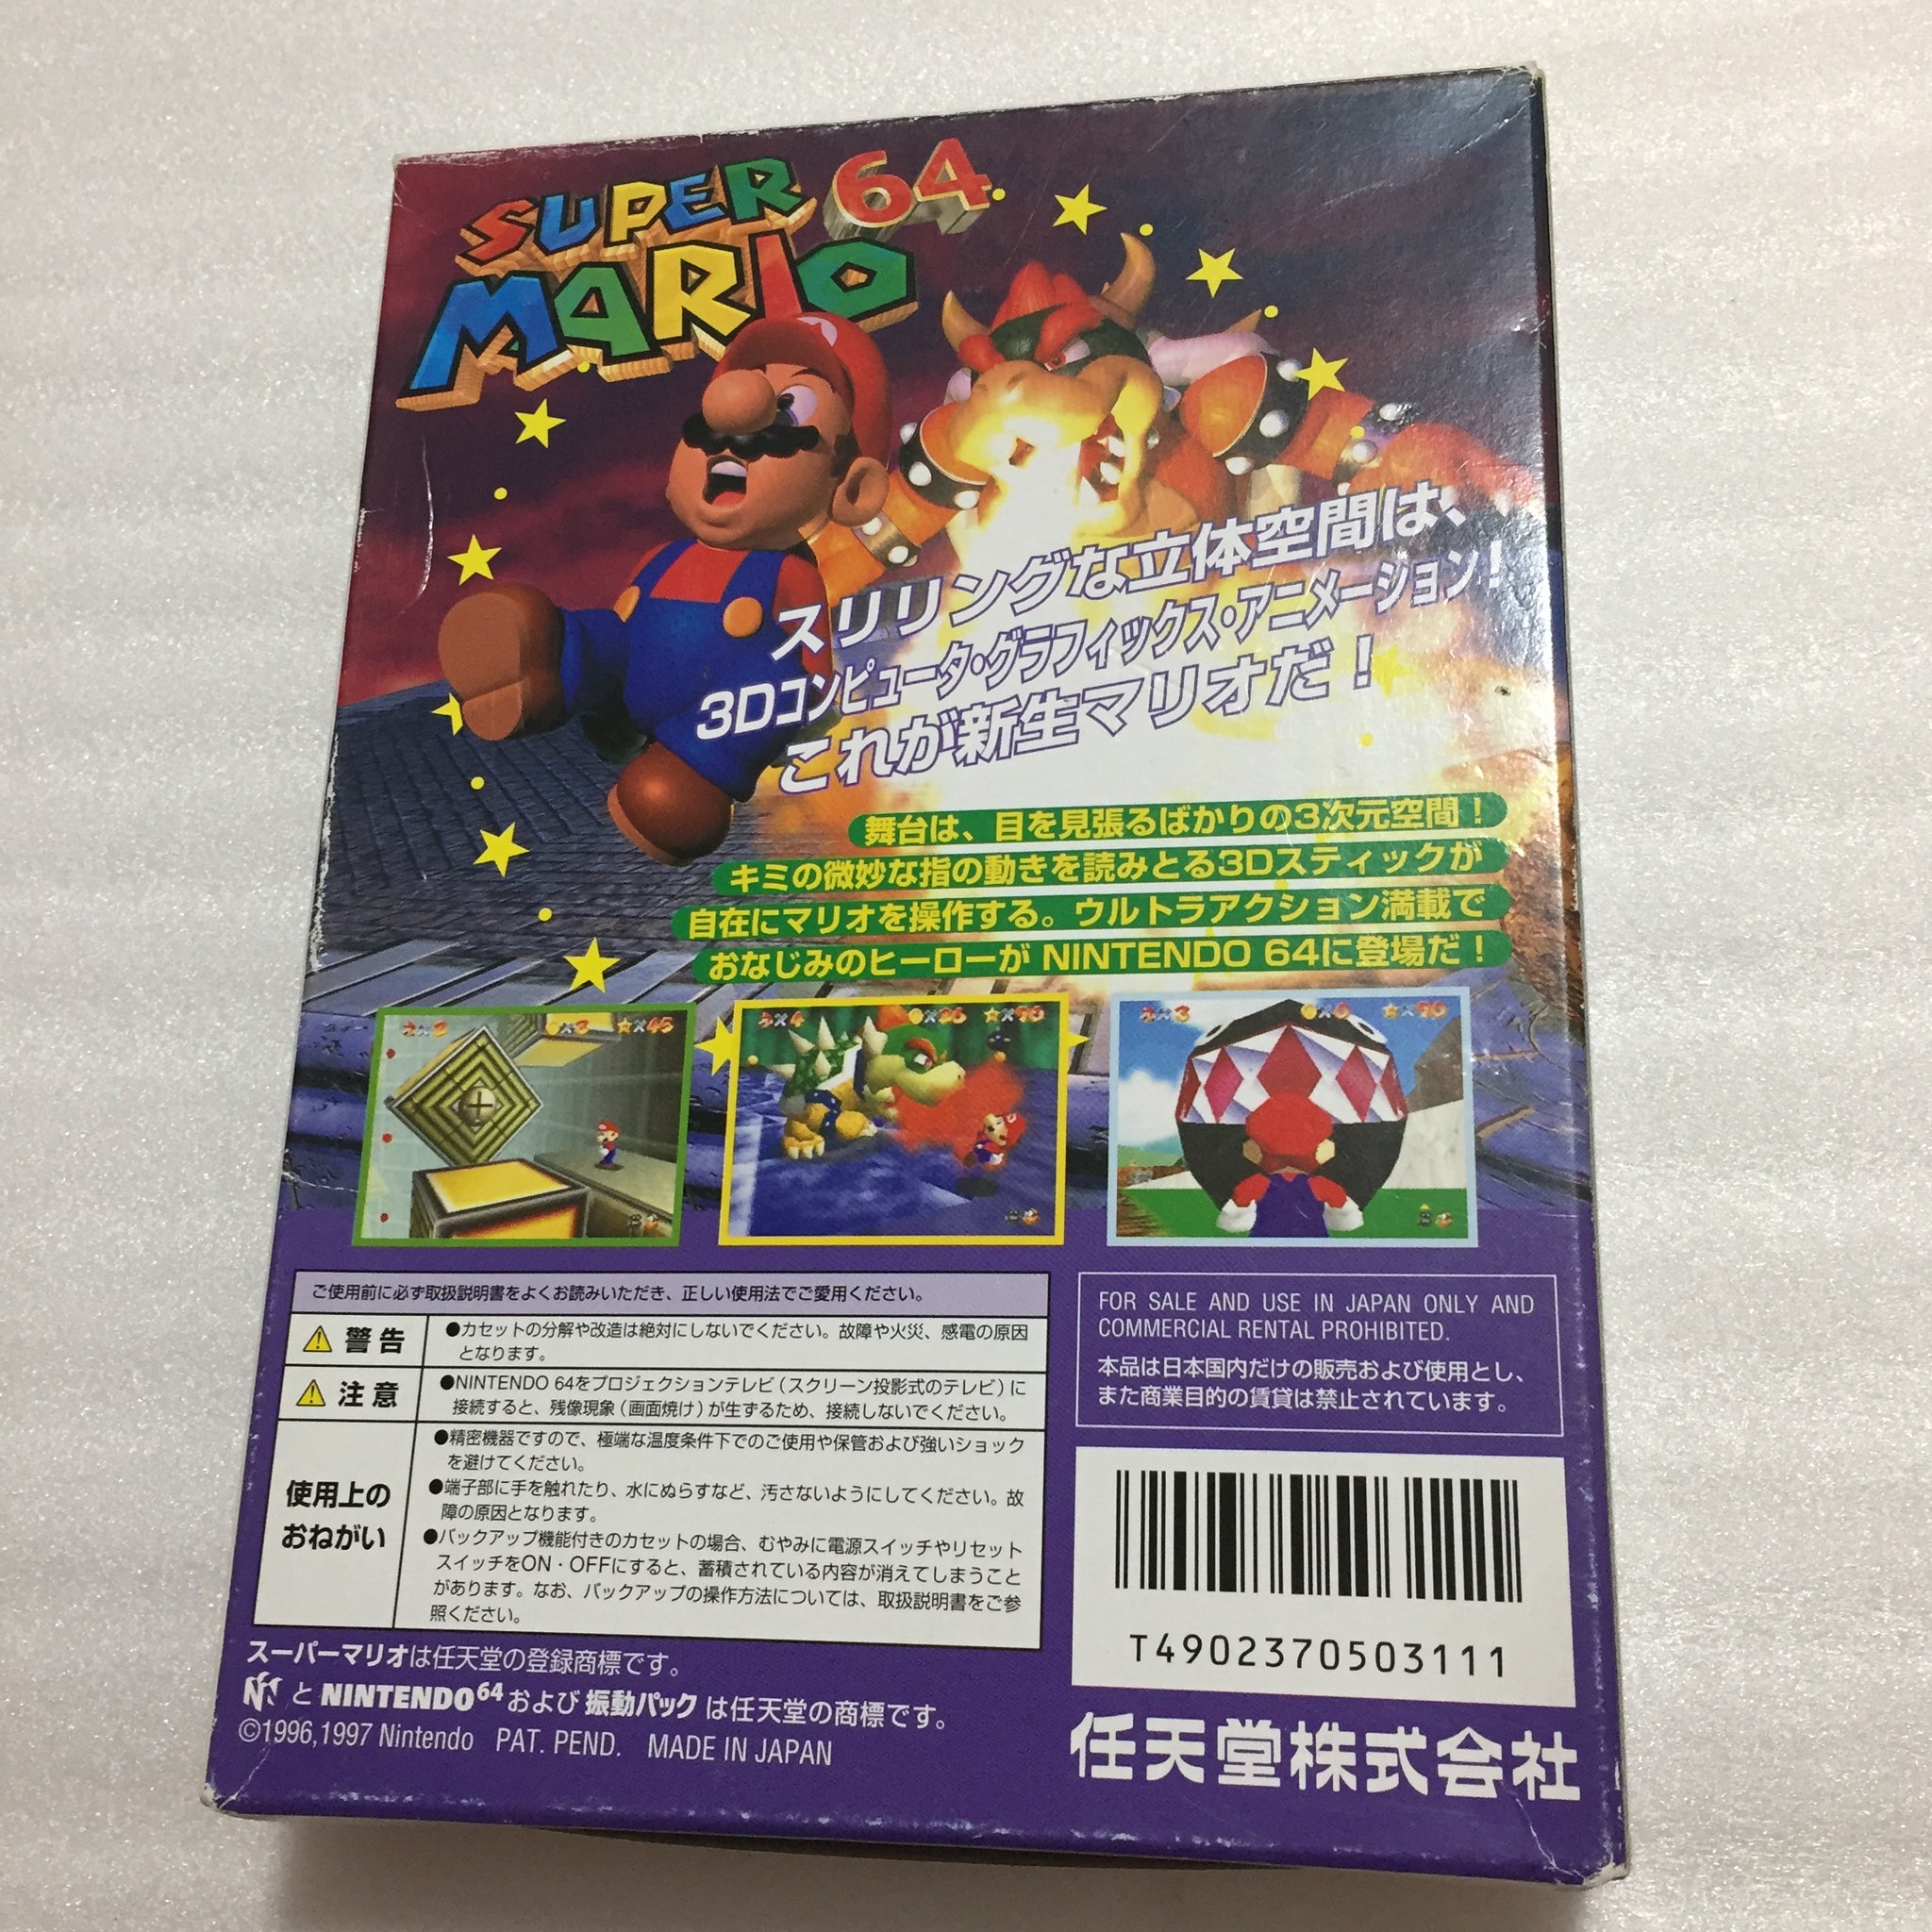 SUPER
MARIO 64
スリリングな立体空間は、
3Dコンピュータ・グラフィックス・アニメーション!
これが新生マリオだ!
舞台は、目を見張るばかりの3次元空間!
キミの微妙な指の動きを読みとる3Dスティックが
自在にマリオを操作する。ウルトラアクション満載で
おなじみのヒーローが NINTENDO 64に登場だ!
×3 ×3 ×45
×4 ×26 ×70
×3 ×6 ×70
ご使用前に必ず取扱説明書をよくお読みいただき、正しい使用法でご愛用ください。
警告
●カセットの分解や改造は絶対にしないでください。故障や火災、感電の原因
となります。
注意
●NINTENDO 64をプロジェクションテレビ(スクリーン投影式のテレビ)に
接続すると、残像現象(画面焼け)が生ずるため、接続しないでください。
使用上の
おねがい
●精密機器ですので、極端な温度条件下でのご使用や保管および強いショック
を避けてください。
●端子部に手を触れたり、水にぬらすなど、汚さないようにしてください。故
障の原因となります。
●バックアップ機能付きのカセットの場合、むやみに電源スイッチやリセット
スイッチをON・OFFにすると、蓄積されている内容が消えてしまうこと
があります。なお、バックアップの操作方法については、取扱説明書をご参
照ください。
FOR SALE AND USE IN JAPAN ONLY AND
COMMERCIAL RENTAL PROHIBITED.
本品は日本国内だけの販売および使用とし、
また商業目的の賃貸は禁止されています。
T4902370503111
スーパーマリオは任天堂の登録商標です。
N と NINTENDO64 および 振動パック は任天堂の商標です。
©1996,1997 Nintendo PAT. PEND. MADE IN JAPAN
任天堂株式会社